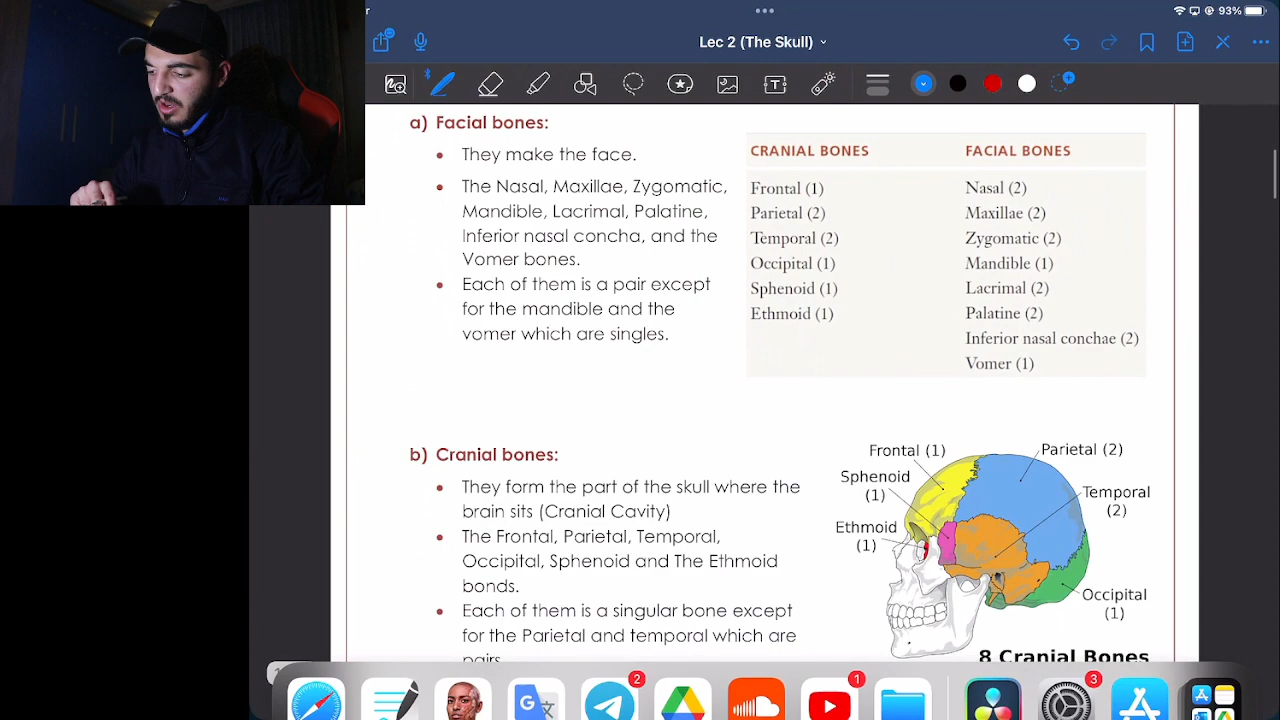 93%
Lec 2 (The Skull)
a) Facial bones:
They make the face.
The Nasal, Maxillae, Zygomatic,
Mandible, Lacrimal, Palatine,
Inferior nasal concha, and the
Vomer bones.
Each of them is a pair except
for the mandible and the
vomer which are singles.
CRANIAL BONES
Frontal (1)
Parietal (2)
Temporal (2)
Occipital (1)
Sphenoid (1)
Ethmoid (1)
FACIAL BONES
Nasal (2)
Maxillae (2)
Zygomatic (2)
Mandible (1)
Lacrimal (2)
Palatine (2)
Inferior nasal conchae (2)
Vomer (1)
b) Cranial bones:
They form the part of the skull where the
brain sits (Cranial Cavity)
The Frontal, Parietal, Temporal,
Occipital, Sphenoid and The Ethmoid
bonds.
Each of them is a singular bone except
for the Parietal and temporal which are
pairs
Frontal (1)
Parietal (2)
Sphenoid
(1)
Temporal
(2)
Ethmoid
(1)
Occipital
(1)
8 Cranial Bones
2
1
3